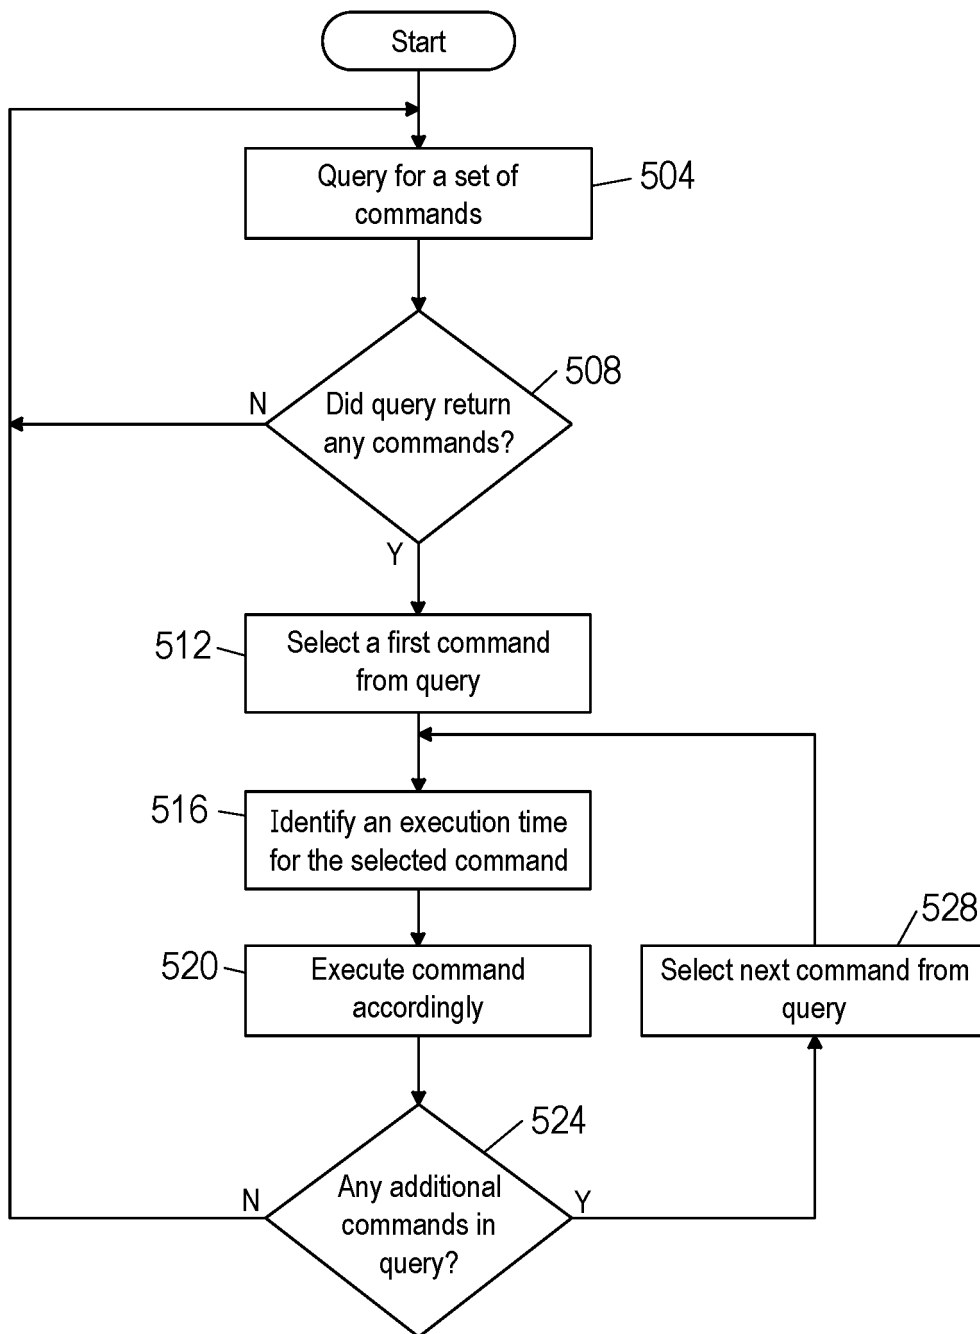 Start
Query for a set of
commands
504
508
N
Did query return
any commands?
Y
512
Select a first command
from query
516
Identify an execution time
for the selected command
528
520
Execute command
accordingly
Select next command from
query
524
N
Any additional
commands in
query?
Y